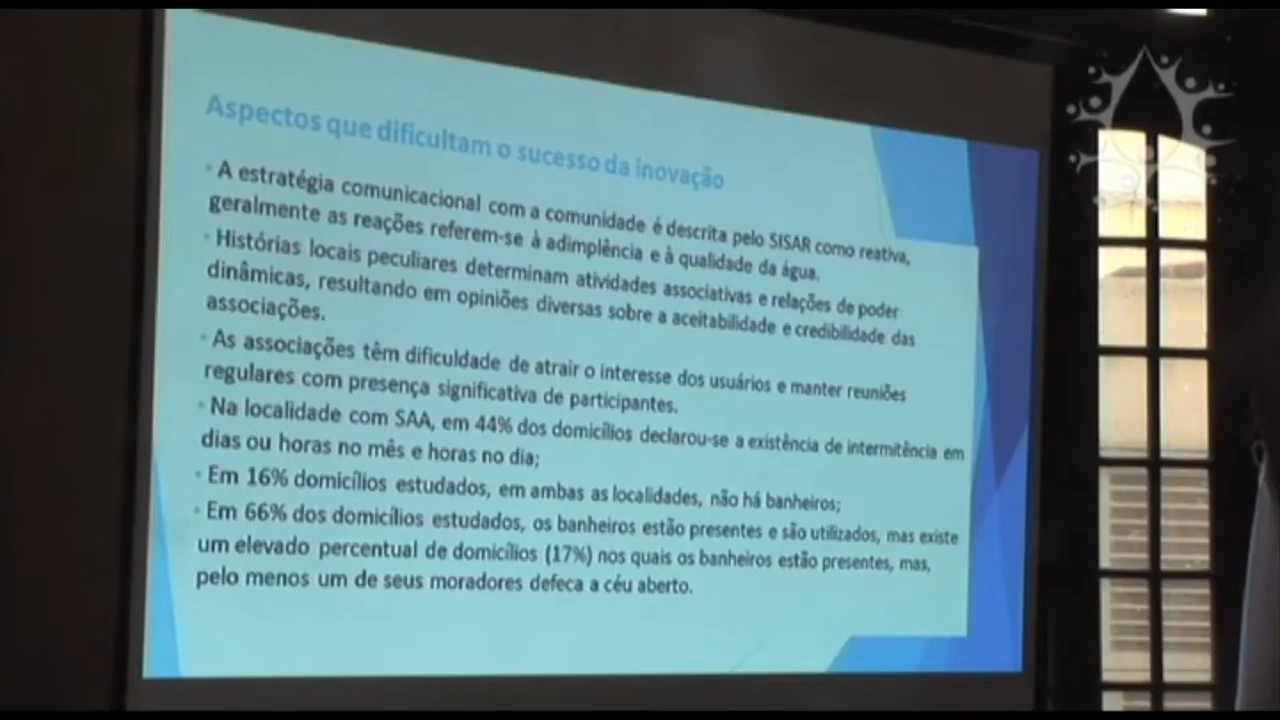 Aspectos que dificultam o sucesso da inovação
• A estratégia comunicacional com a comunidade é descrita pelo SISAR como reativa,
geralmente as reações referem-se à adimplência e à qualidade da água.
• Histórias locais peculiares determinam atividades associativas e relações de poder
dinâmicas, resultando em opiniões diversas sobre a aceitabilidade e credibilidade das
associações.
• As associações têm dificuldade de atrair o interesse dos usuários e manter reuniões
regulares com presença significativa de participantes.
• Na localidade com SAA, em 44% dos domicílios declarou-se a existência de intermitência em
dias ou horas no mês e horas no dia;
• Em 16% domicílios estudados, em ambas as localidades, não há banheiros;
• Em 66% dos domicílios estudados, os banheiros estão presentes e são utilizados, mas existe
um elevado percentual de domicílios (17%) nos quais os banheiros estão presentes, mas,
pelo menos um de seus moradores defeca a céu aberto.